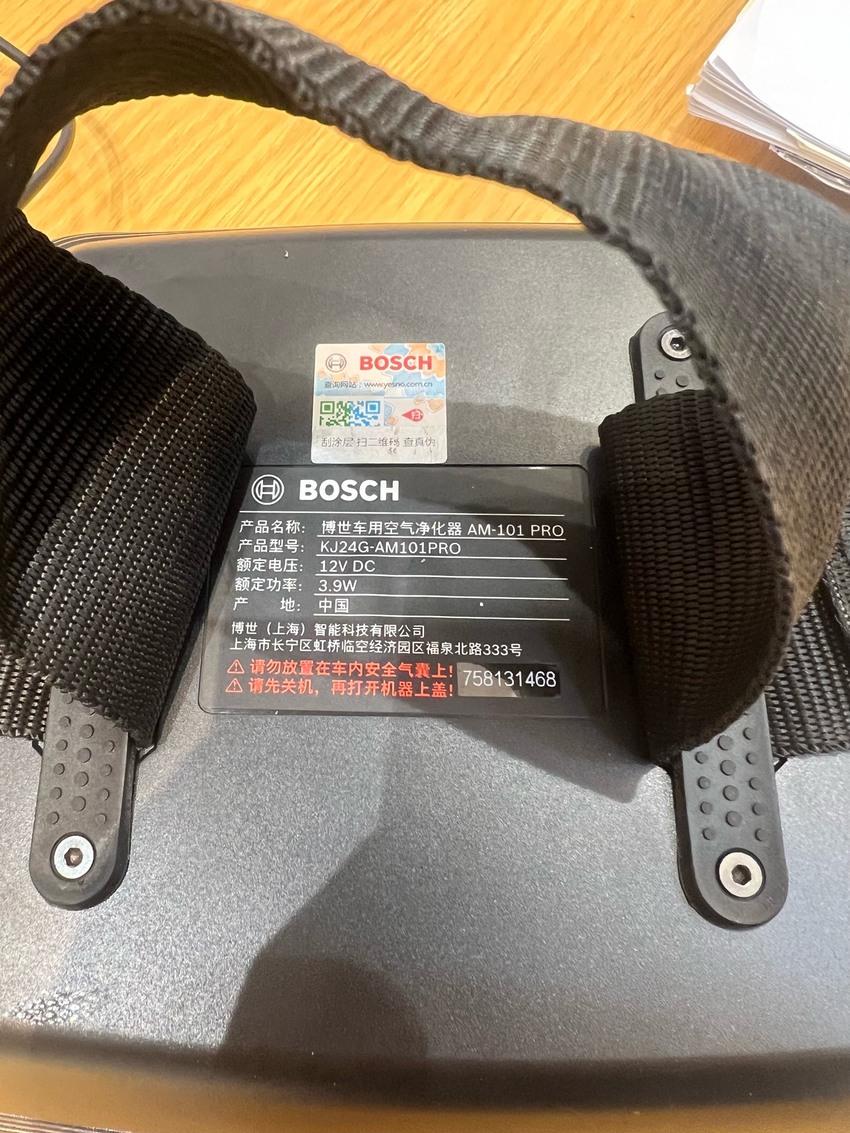 BOSCH
查询网站：www.yesno.com.cn
扫
刮涂层 扫二维码 查真伪
BOSCH
产品名称： 博世车用空气净化器 AM-101 PRO
产品型号： KJ24G-AM101PRO
额定电压： 12V DC
额定功率： 3.9W
产 地： 中国
博世（上海）智能科技有限公司
上海市长宁区虹桥临空经济园区福泉北路333号
请勿放置在车内安全气囊上！
请先关机，再打开机器上盖！
758131468